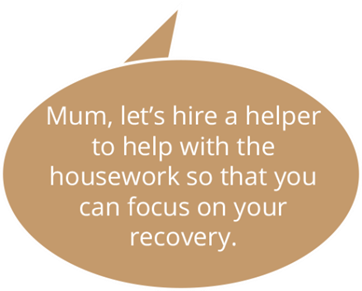 Mum, let’s hire a helper
to help with the
housework so that you
can focus on your
recovery.